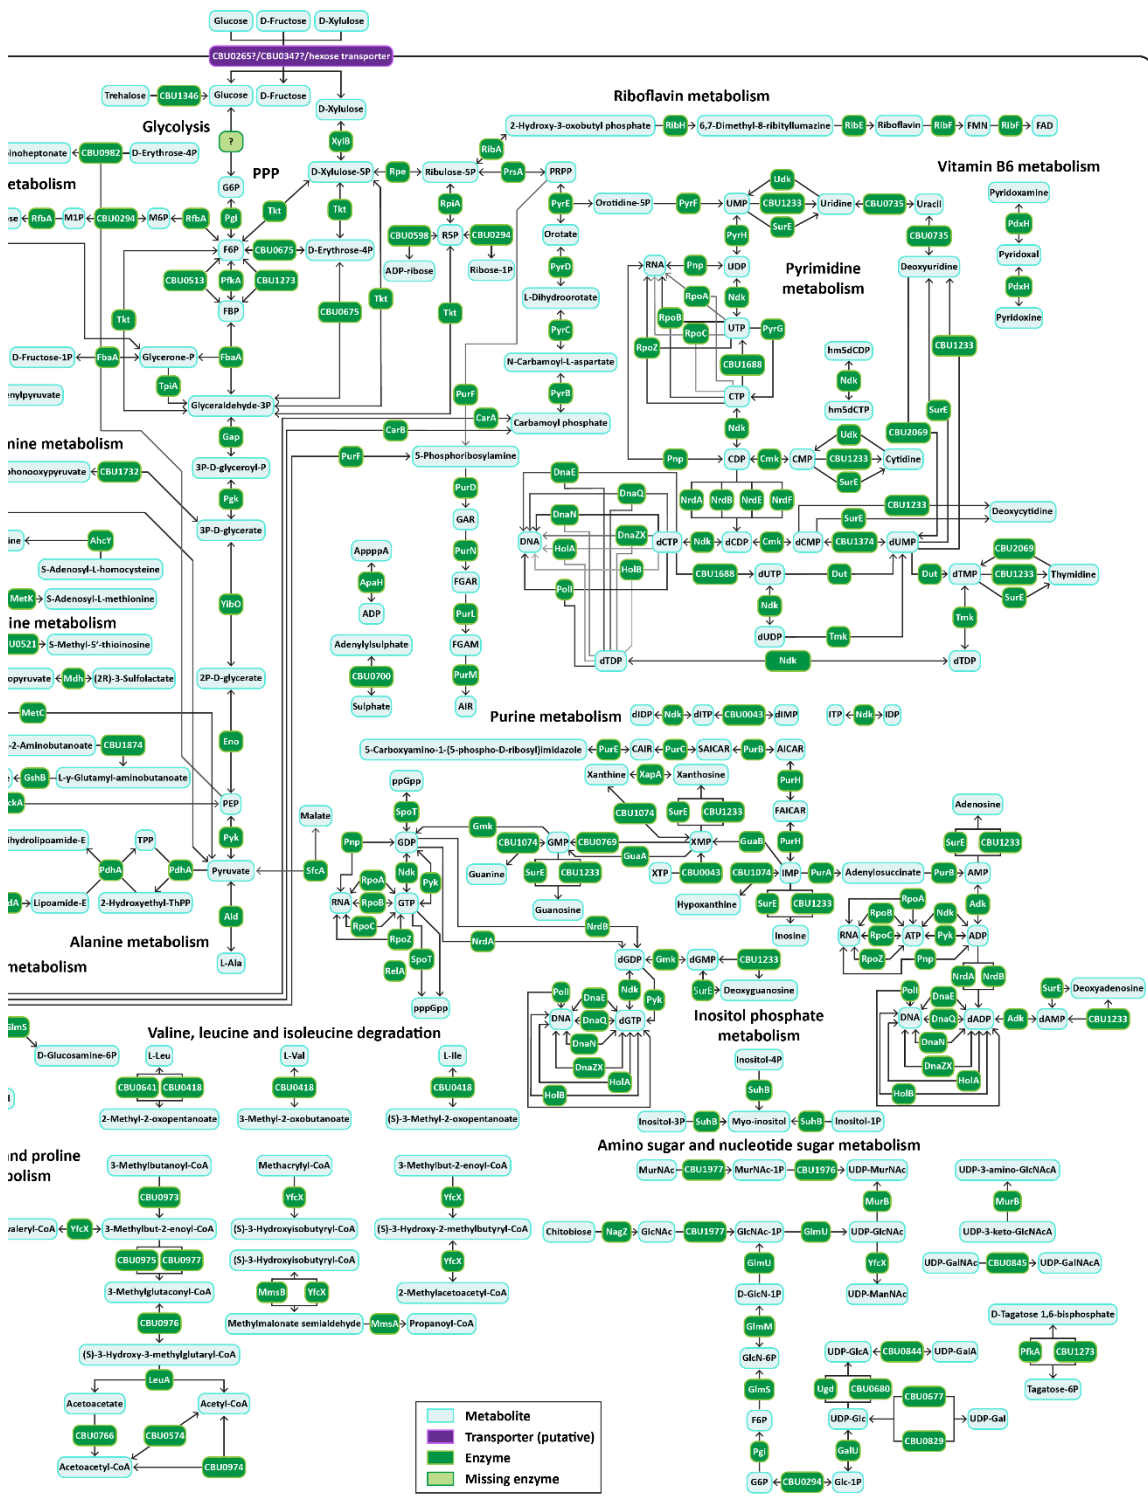 Glucose D-Fructose D-Xylulose
CBU0265?/CBU0347?/hexose transporter
Trehalose CBU1346 Glucose D-Fructose D-Xylulose
Riboflavin metabolism
2-Hydroxy-3-oxobutyl phosphate RibH 6,7-Dimethyl-8-ribityllumazine RibE Riboflavin RibF FMN RibF FAD
Glycolysis
? XylB RibA
inoheptonate CBU0982 D-Erythrose-4P
PPP
D-Xylulose-5P Rpe Ribulose-5P PrsA PRPP
Vitamin B6 metabolism
etabolism
G6P
Tkt Tkt RpiA PyrE Orotidine-5P PyrF UMP Udk CBU1233 SurE Uridine CBU0735 Uracil
Pyridoxamine
PdxH
Pyridoxal
PdxH
Pyridoxine
ose RfbA M1P CBU0294 M6P RfbA Pgi
F6P CBU0675 D-Erythrose-4P
CBU0598 R5P CBU0294
ADP-ribose Ribose-1P
Orotate
PyrD
L-Dihydroorotate
PyrC
N-Carbamoyl-L-aspartate
PyrB
Carbamoyl phosphate
PyrH
UDP
RNA Pnp
Ndk
UTP
RpoA RpoB RpoC RpoZ PyrG
CBU1688
CTP
Ndk
Pyrimidine
metabolism
CBU0735
Deoxyuridine
CBU1233
SurE
CBU2069
hm5dCDP
Ndk
hm5dCTP
CBU0513 PfkA CBU1273
FBP
CBU0675 Tkt Tkt
Tkt
D-Fructose-1P FbaA Glycerone-P FbaA
TpiA
enylpyruvate
Glyceraldehyde-3P
PurF CarA
CarB
mine metabolism
Gap
PurF 5-Phosphoribosylamine
phonooxypyruvate CBU1732 3P-D-glyceroyl-P
Pgk
3P-D-glycerate
PurD
GAR
PurN
FGAR
PurL
FGAM
PurM
AIR
Pnp CDP Cmk CMP Udk CBU1233 SurE Cytidine
NrdA NrdB NrdE NrdF
DnaE DnaQ DnaN DnaZX HolA HolB PolI
DNA dCTP Ndk dCDP Cmk dCMP CBU1374 dUMP
CBU1233 Deoxycytidine
SurE
CBU1688 dUTP Dut Dut dTMP CBU2069 CBU1233 SurE Thymidine
Ndk
dUDP Tmk Tmk
dTDP Ndk dTDP
ine AhcY
S-Adenosyl-L-homocysteine
MetK S-Adenosyl-L-methionine
YibO
ine metabolism
U0521 S-Methyl-5'-thioinosine
opyruvate Mdh (2R)-3-Sulfolactate
2P-D-glycerate
AppppA
ApaH
ADP
Adenylylsulphate
CBU0700
Sulphate
MetC
Eno
-2-Aminobutanoate CBU1874
e GshB L-γ-Glutamyl-aminobutanoate
ckA PEP
Purine metabolism
dIDP Ndk dITP CBU0043 dIMP ITP Ndk IDP
5-Carboxyamino-1-(5-phospho-D-ribosyl)imidazole PurE CAIR PurC SAICAR PurB AICAR
Xanthine XapA Xanthosine PurH
CBU1074 SurE CBU1233 FAICAR
PurH
ppGpp
SpoT
Malate
Pyk
ihydrolipoamide-E TPP
PdhA PdhA Pyruvate SfcA
dA Lipoamide-E 2-Hydroxyethyl-ThPP
Ald
Alanine metabolism
L-Ala
metabolism
Pnp GDP Gmk CBU1074 GMP CBU0769 XMP GuaB
GuaA
Guanine SurE CBU1233 XTP CBU0043 CBU1074 IMP PurA Adenylosuccinate PurB AMP
Guanosine Hypoxanthine SurE CBU1233
Inosine
Adenosine
SurE CBU1233
Adk
Ndk Pyk
RNA RpoA RpoB RpoC RpoZ GTP
RelA SpoT
pppGpp
NrdA NrdB
RpoA RpoB RpoC RpoZ RNA ATP Ndk Pyk ADP
Pnp
NrdA NrdB
dGDP Gmk dGMP CBU1233
SurE Deoxyguanosine
Ndk Pyk
PolI DnaE DnaQ DnaN DnaZX HolA HolB
DNA dGTP
PolI DnaE DnaQ DnaN DnaZX HolA HolB
DNA dADP Adk dAMP SurE Deoxyadenosine CBU1233
GlmS
D-Glucosamine-6P
Valine, leucine and isoleucine degradation
L-Leu L-Val L-Ile
CBU0641 CBU0418 CBU0418 CBU0418
2-Methyl-2-oxopentanoate 3-Methyl-2-oxobutanoate (S)-3-Methyl-2-oxopentanoate
Inositol phosphate
metabolism
Inositol-4P
SuhB
Inositol-3P SuhB Myo-inositol SuhB Inositol-1P
and proline
bolism
3-Methylbutanoyl-CoA Methacrylyl-CoA 3-Methylbut-2-enoyl-CoA
CBU0973 YfcX YfcX
valeryl-CoA YfcX 3-Methylbut-2-enoyl-CoA (S)-3-Hydroxyisobutyryl-CoA (S)-3-Hydroxy-2-methylbutyryl-CoA
CBU0975 CBU0977 (S)-3-Hydroxyisobutyryl-CoA YfcX
3-Methylglutaconyl-CoA MmsB YfcX 2-Methylacetoacetyl-CoA
CBU0976 Methylmalonate semialdehyde MmsA Propanoyl-CoA
(S)-3-Hydroxy-3-methylglutaryl-CoA
LeuA
Acetoacetate Acetyl-CoA
CBU0766 CBU0574
Acetoacetyl-CoA CBU0974
Amino sugar and nucleotide sugar metabolism
MurNAc CBU1977 MurNAc-1P CBU1976 UDP-MurNAc UDP-3-amino-GlcNAcA
MurB MurB
Chitobiose NagZ GlcNAc CBU1977 GlcNAc-1P GlmU UDP-GlcNAc UDP-3-keto-GlcNAcA
GlmU YfcX UDP-GalNAc CBU0845 UDP-GalNAcA
D-GlcN-1P UDP-ManNAc
GlmM D-Tagatose 1,6-bisphosphate
GlcN-6P UDP-GlcA CBU0844 UDP-GalA PfkA CBU1273
GlmS Ugd CBU0680 Tagatose-6P
F6P UDP-Glc CBU0677 CBU0829 UDP-Gal
Pgi GalU
G6P CBU0294 Glc-1P
Metabolite
Transporter (putative)
Enzyme
Missing enzyme